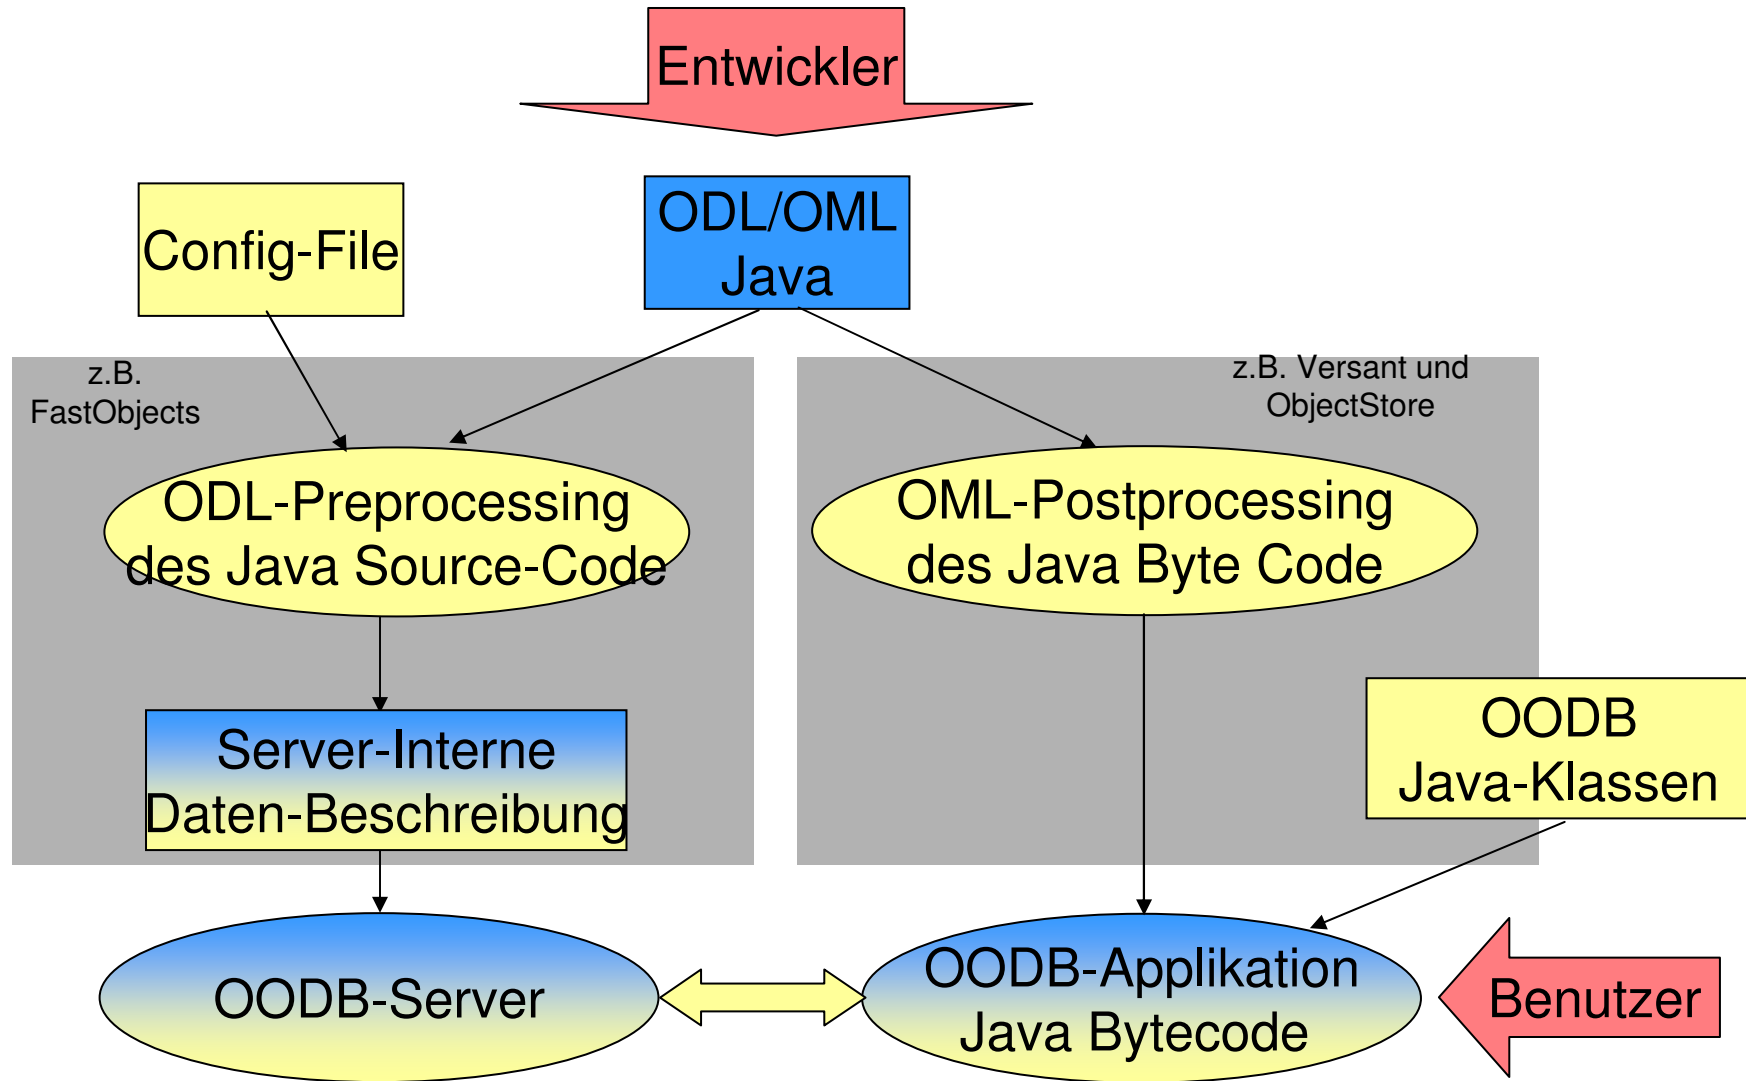 Entwickler
Config-File
ODL/OML
Java
z.B.
FastObjects
z.B. Versant und
ObjectStore
ODL-Preprocessing
des Java Source-Code
OML-Postprocessing
des Java Byte Code
Server-Interne
Daten-Beschreibung
OODB
Java-Klassen
OODB-Server
OODB-Applikation
Java Bytecode
Benutzer